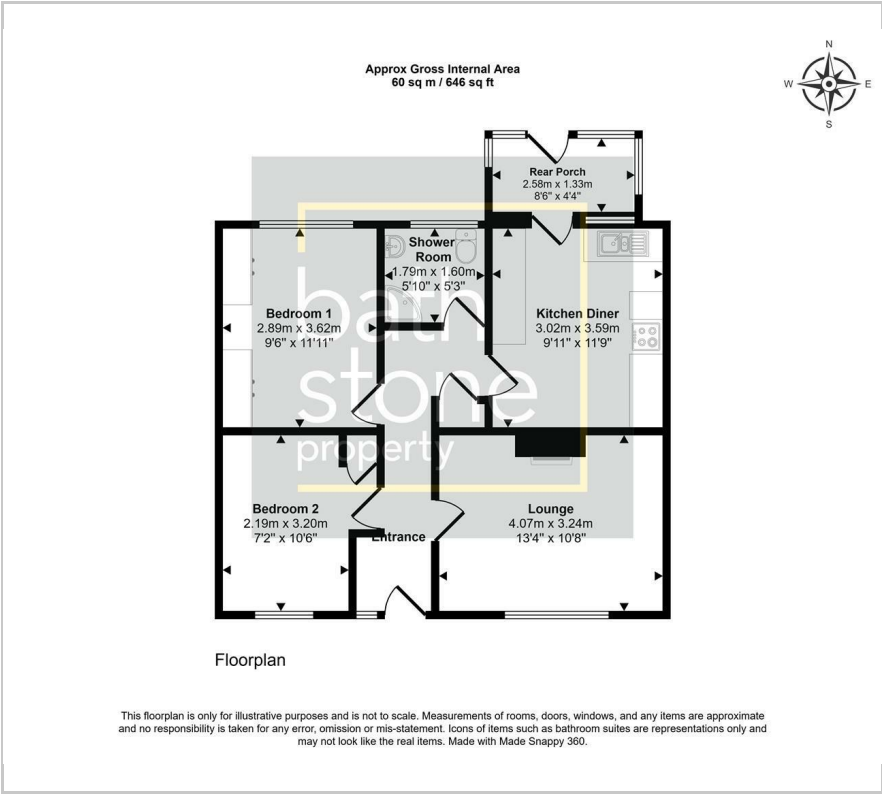 Approx Gross Internal Area
60 sq m / 646 sq ft
N
W E
S
Rear Porch
2.58m x 1.33m
8'6" x 4'4"
Shower
Room
1.79m x 1.60m
5'10" x 5'3"
Bedroom 1
2.89m x 3.62m
9'6" x 11'11"
Kitchen Diner
3.02m x 3.59m
9'11" x 11'9"
bath
stone
property
Bedroom 2
2.19m x 3.20m
7'2" x 10'6"
Lounge
4.07m x 3.24m
13'4" x 10'8"
Entrance
Floorplan
This floorplan is only for illustrative purposes and is not to scale. Measurements of rooms, doors, windows, and any items are approximate
and no responsibility is taken for any error, omission or mis-statement. Icons of items such as bathroom suites are representations only and
may not look like the real items. Made with Made Snappy 360.